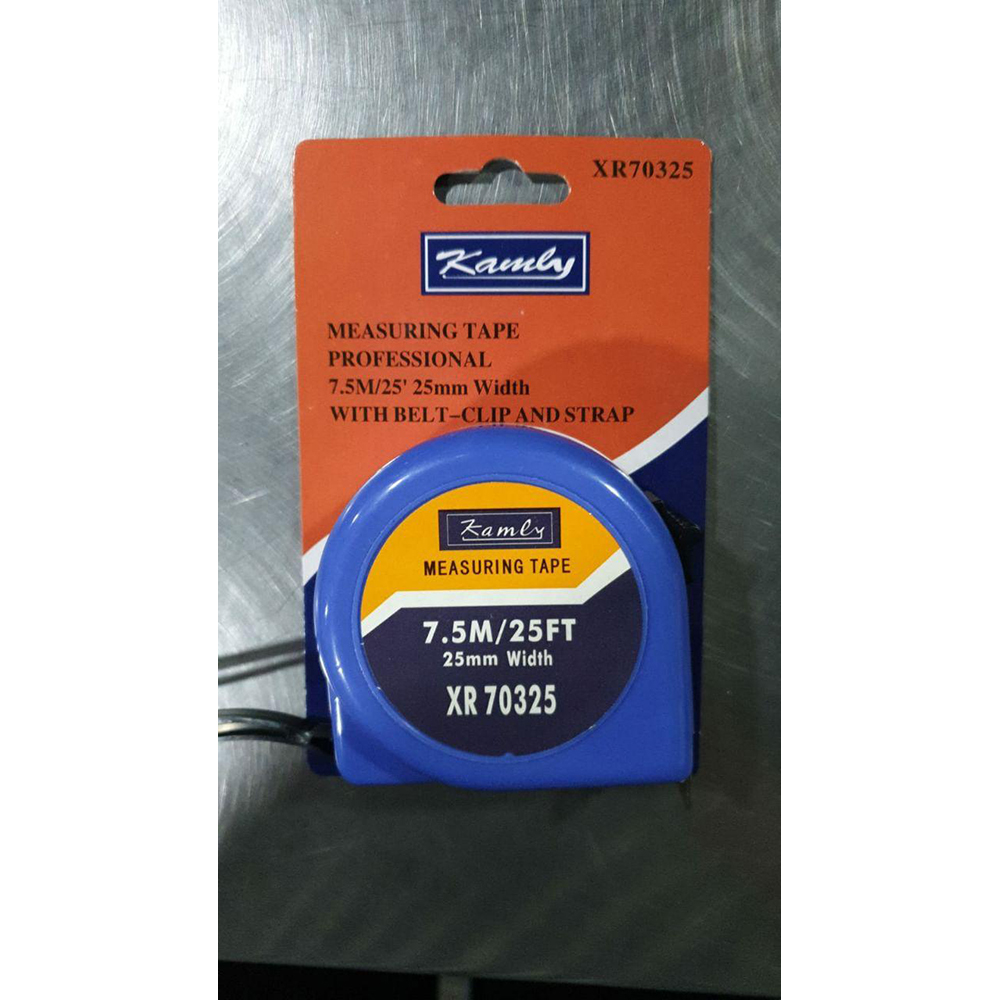 XR70325
Kamly
MEASURING TAPE
PROFESSIONAL
7.5M/25' 25mm Width
WITH BELT-CLIP AND STRAP
Kamly
MEASURING TAPE
7.5M/25FT
25mm Width
XR 70325